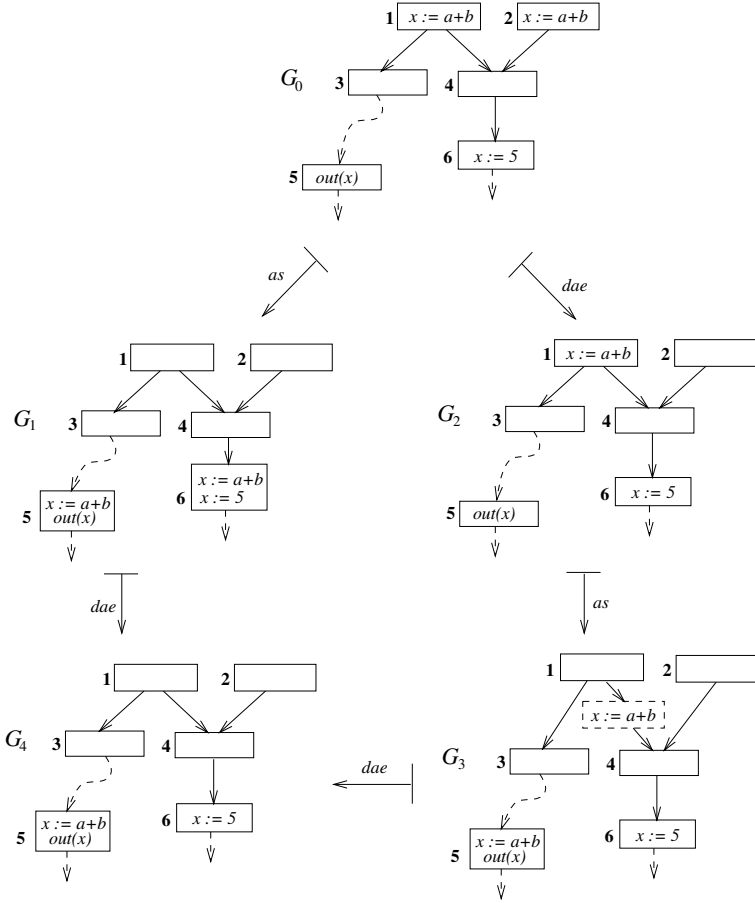 1 x := a+b 2 x := a+b
G0 3 4
6 x := 5
5 out(x)
as dae
1 2
G1 3 4
x := a+b
6 x := 5
5 x := a+b
out(x)
1 x := a+b 2
G2 3 4
6 x := 5
5 out(x)
dae as
1 2
G4 3 4
6 x := 5
5 x := a+b
out(x)
dae
1 2
x := a+b
G3 3 4
6 x := 5
5 x := a+b
out(x)